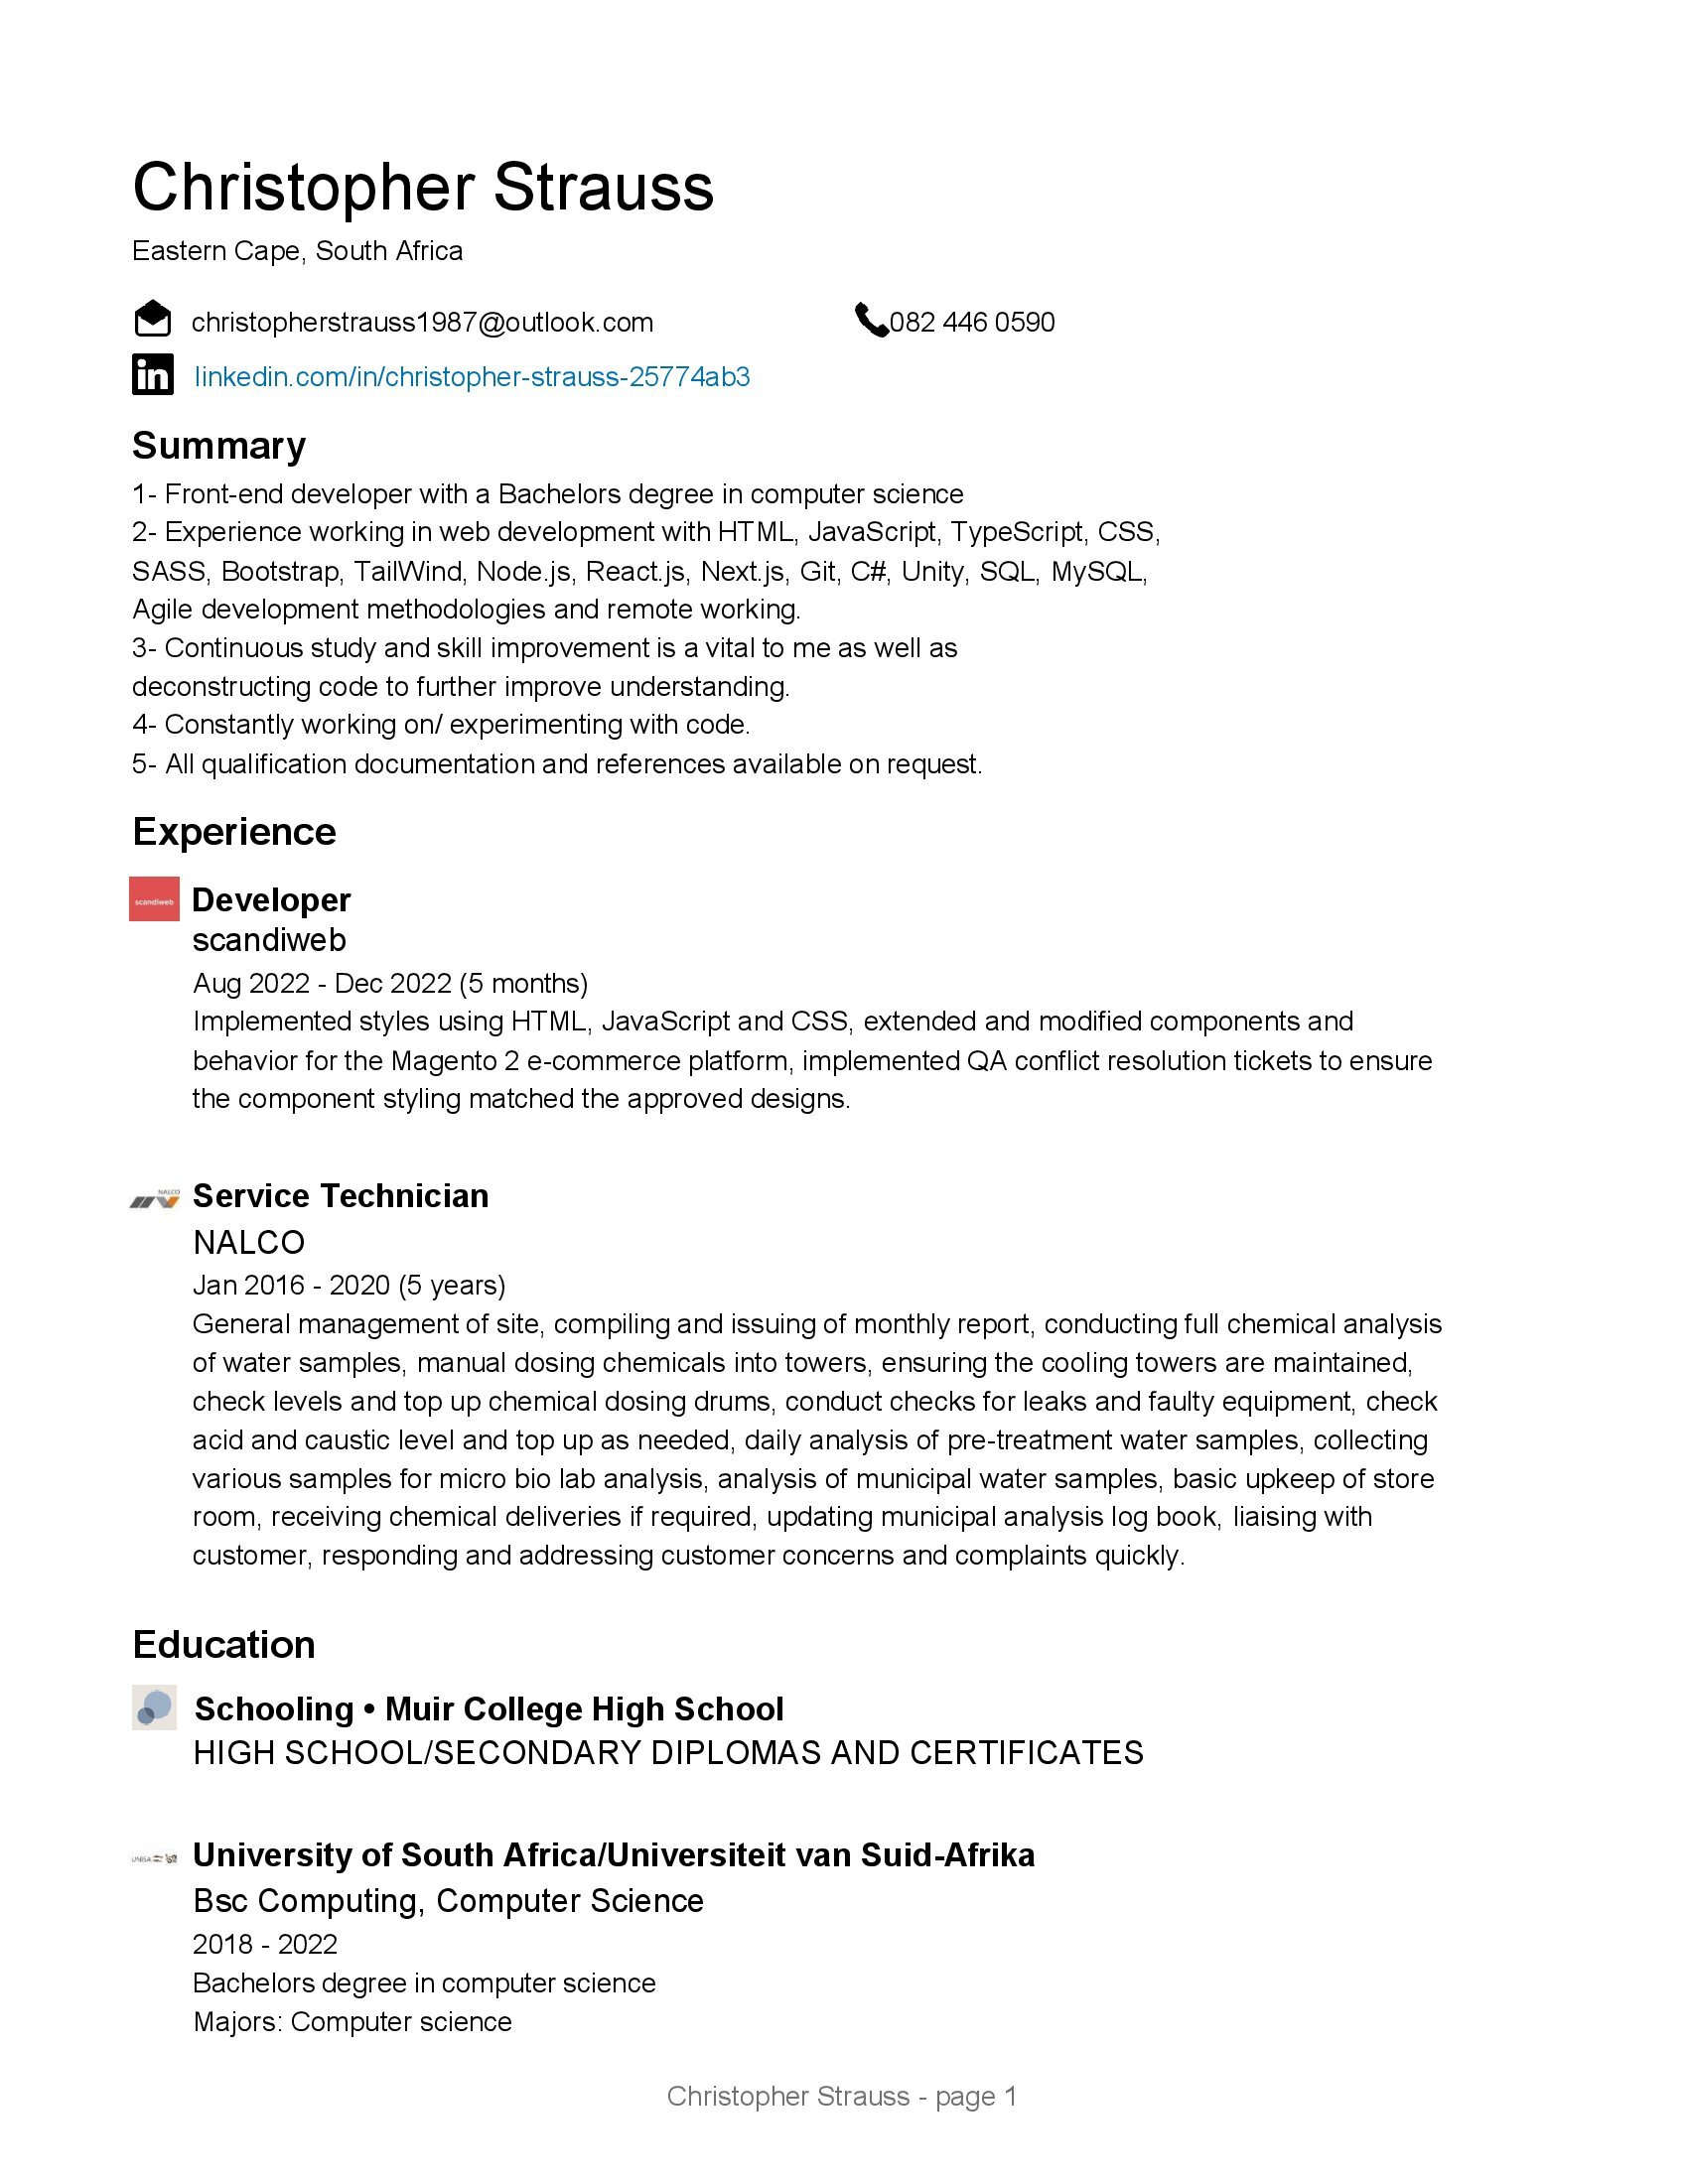 Christopher Strauss
Eastern Cape, South Africa
christopherstrauss1987@outlook.com
082 446 0590
linkedin.com/in/christopher-strauss-25774ab3
Summary
1- Front-end developer with a Bachelors degree in computer science
2- Experience working in web development with HTML, JavaScript, TypeScript, CSS,
SASS, Bootstrap, TailWind, Node.js, React.js, Next.js, Git, C#, Unity, SQL, MySQL,
Agile development methodologies and remote working.
3- Continuous study and skill improvement is a vital to me as well as
deconstructing code to further improve understanding.
4- Constantly working on/ experimenting with code.
5- All qualification documentation and references available on request.
Experience
scandiweb
Developer
scandiweb
Aug 2022 - Dec 2022 (5 months)
Implemented styles using HTML, JavaScript and CSS, extended and modified components and
behavior for the Magento 2 e-commerce platform, implemented QA conflict resolution tickets to ensure
the component styling matched the approved designs.
NALCO
Service Technician
NALCO
Jan 2016 - 2020 (5 years)
General management of site, compiling and issuing of monthly report, conducting full chemical analysis
of water samples, manual dosing chemicals into towers, ensuring the cooling towers are maintained,
check levels and top up chemical dosing drums, conduct checks for leaks and faulty equipment, check
acid and caustic level and top up as needed, daily analysis of pre-treatment water samples, collecting
various samples for micro bio lab analysis, analysis of municipal water samples, basic upkeep of store
room, receiving chemical deliveries if required, updating municipal analysis log book, liaising with
customer, responding and addressing customer concerns and complaints quickly.
Education
Schooling • Muir College High School
HIGH SCHOOL/SECONDARY DIPLOMAS AND CERTIFICATES
UNISA
University of South Africa/Universiteit van Suid-Afrika
Bsc Computing, Computer Science
2018 - 2022
Bachelors degree in computer science
Majors: Computer science
Christopher Strauss - page 1